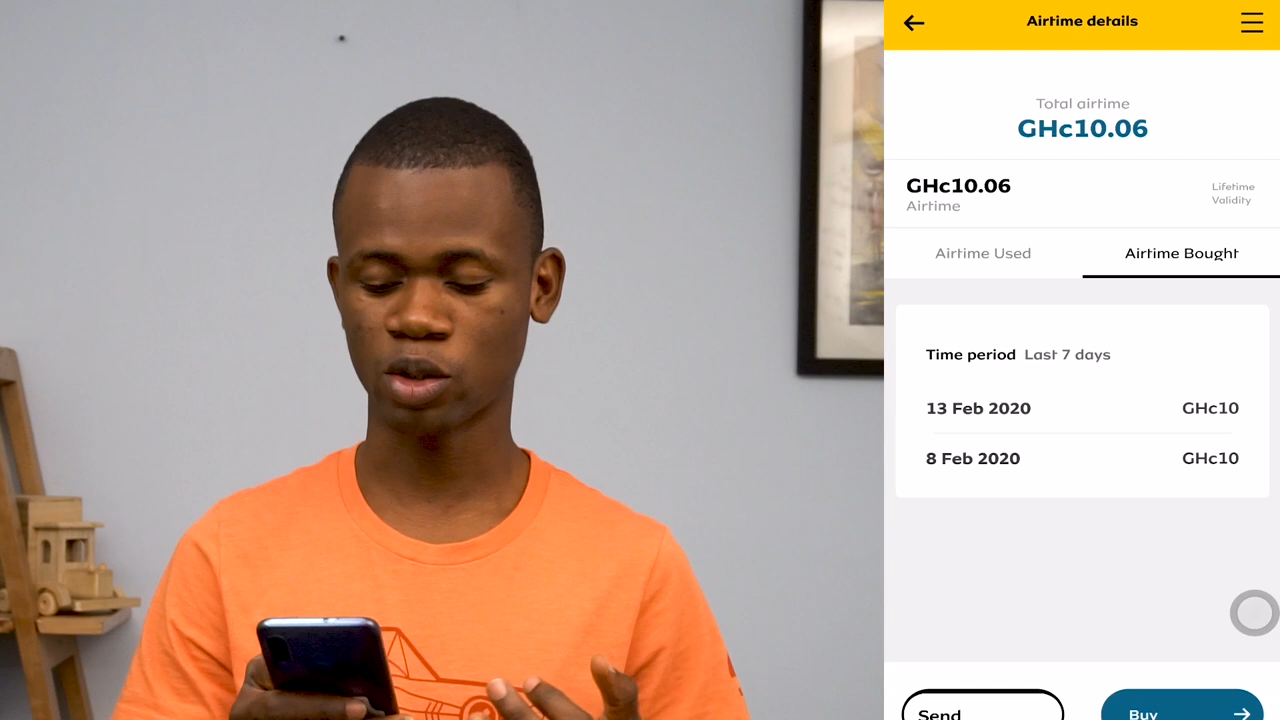 Airtime details
Total airtime
GHc10.06
GHc10.06
Airtime
Lifetime
Validity
Airtime Used
Airtime Bought
Time period Last 7 days
13 Feb 2020 GHc10
8 Feb 2020 GHc10
Send
Buy